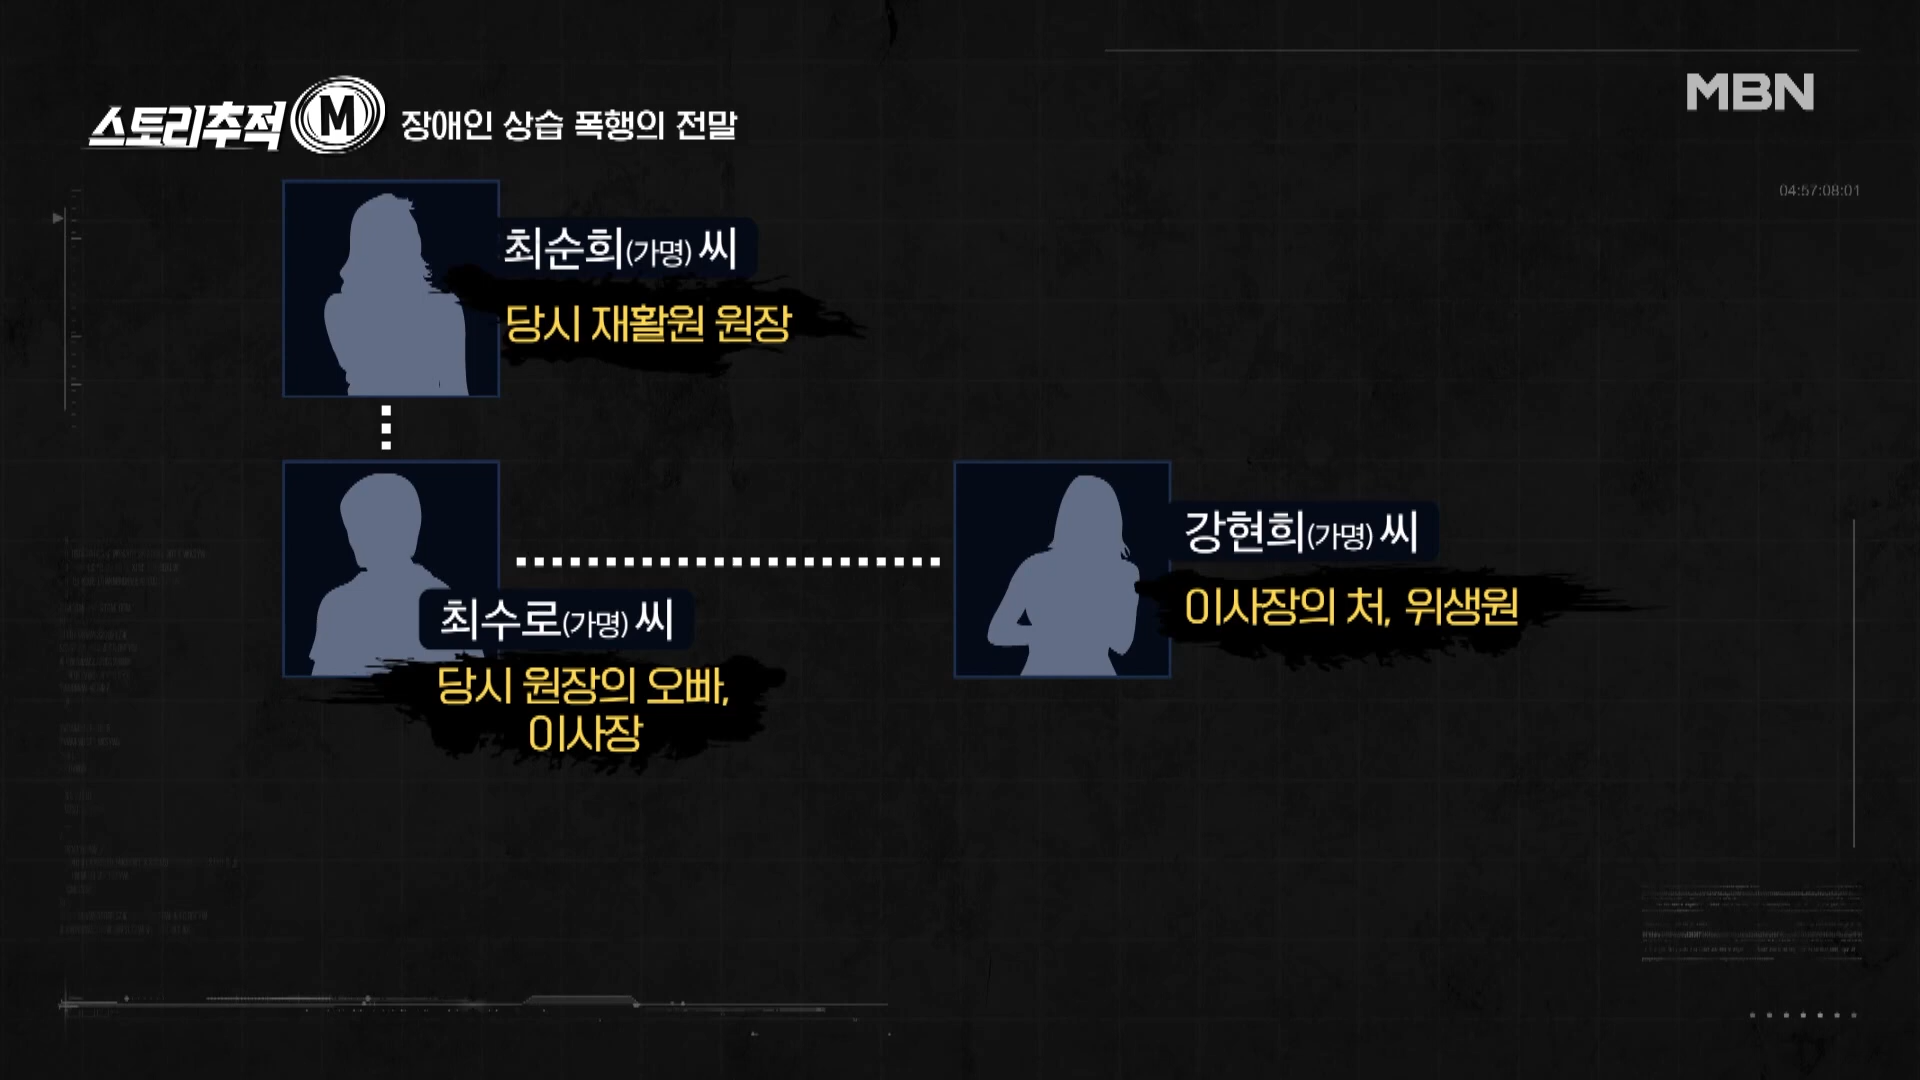 스토리추적 M 장애인 상습 폭행의 전말
MBN
04:57:08:01
최순희(가명) 씨
당시 재활원 원장
최수로(가명) 씨
당시 원장의 오빠,
이사장
강현희(가명) 씨
이사장의 처, 위생원